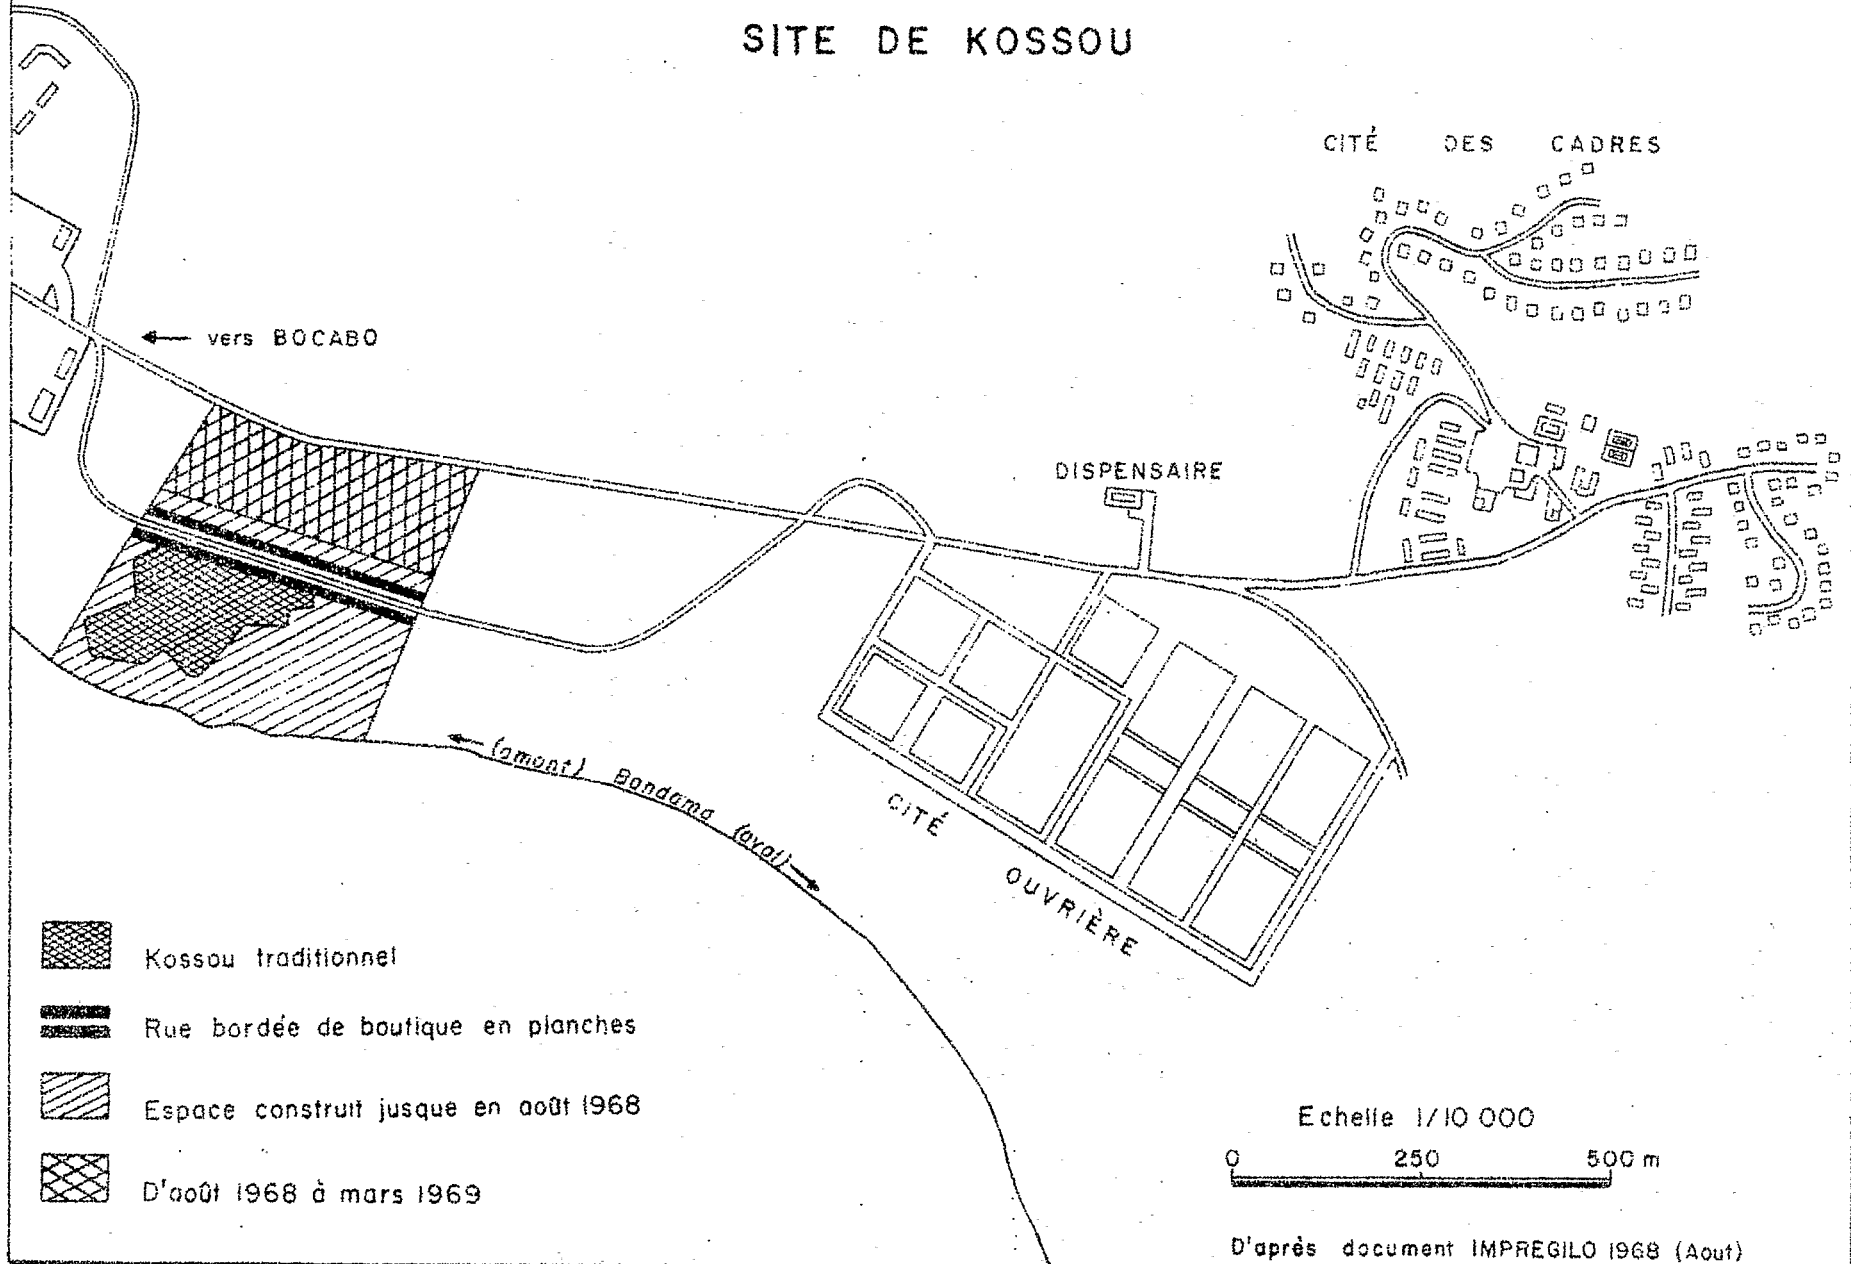 SITE DE KOSSOU
CITÉ DES CADRES
← vers BOCABO
DISPENSAIRE
← (amont) Bandama (aval) →
CITÉ OUVRIÈRE
Kossou traditionnel
Rue bordée de boutique en planches
Espace construit jusque en août 1968
D'août 1968 à mars 1969
Echelle 1/10 000
0 250 500 m
D'après document IMPREGILO 1968 (Aout)